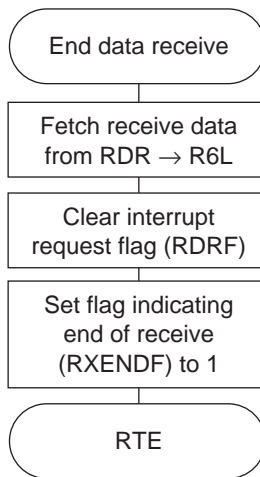 End data receive
Fetch receive data
from RDR → R6L
Clear interrupt
request flag (RDRF)
Set flag indicating
end of receive
(RXENDF) to 1
RTE